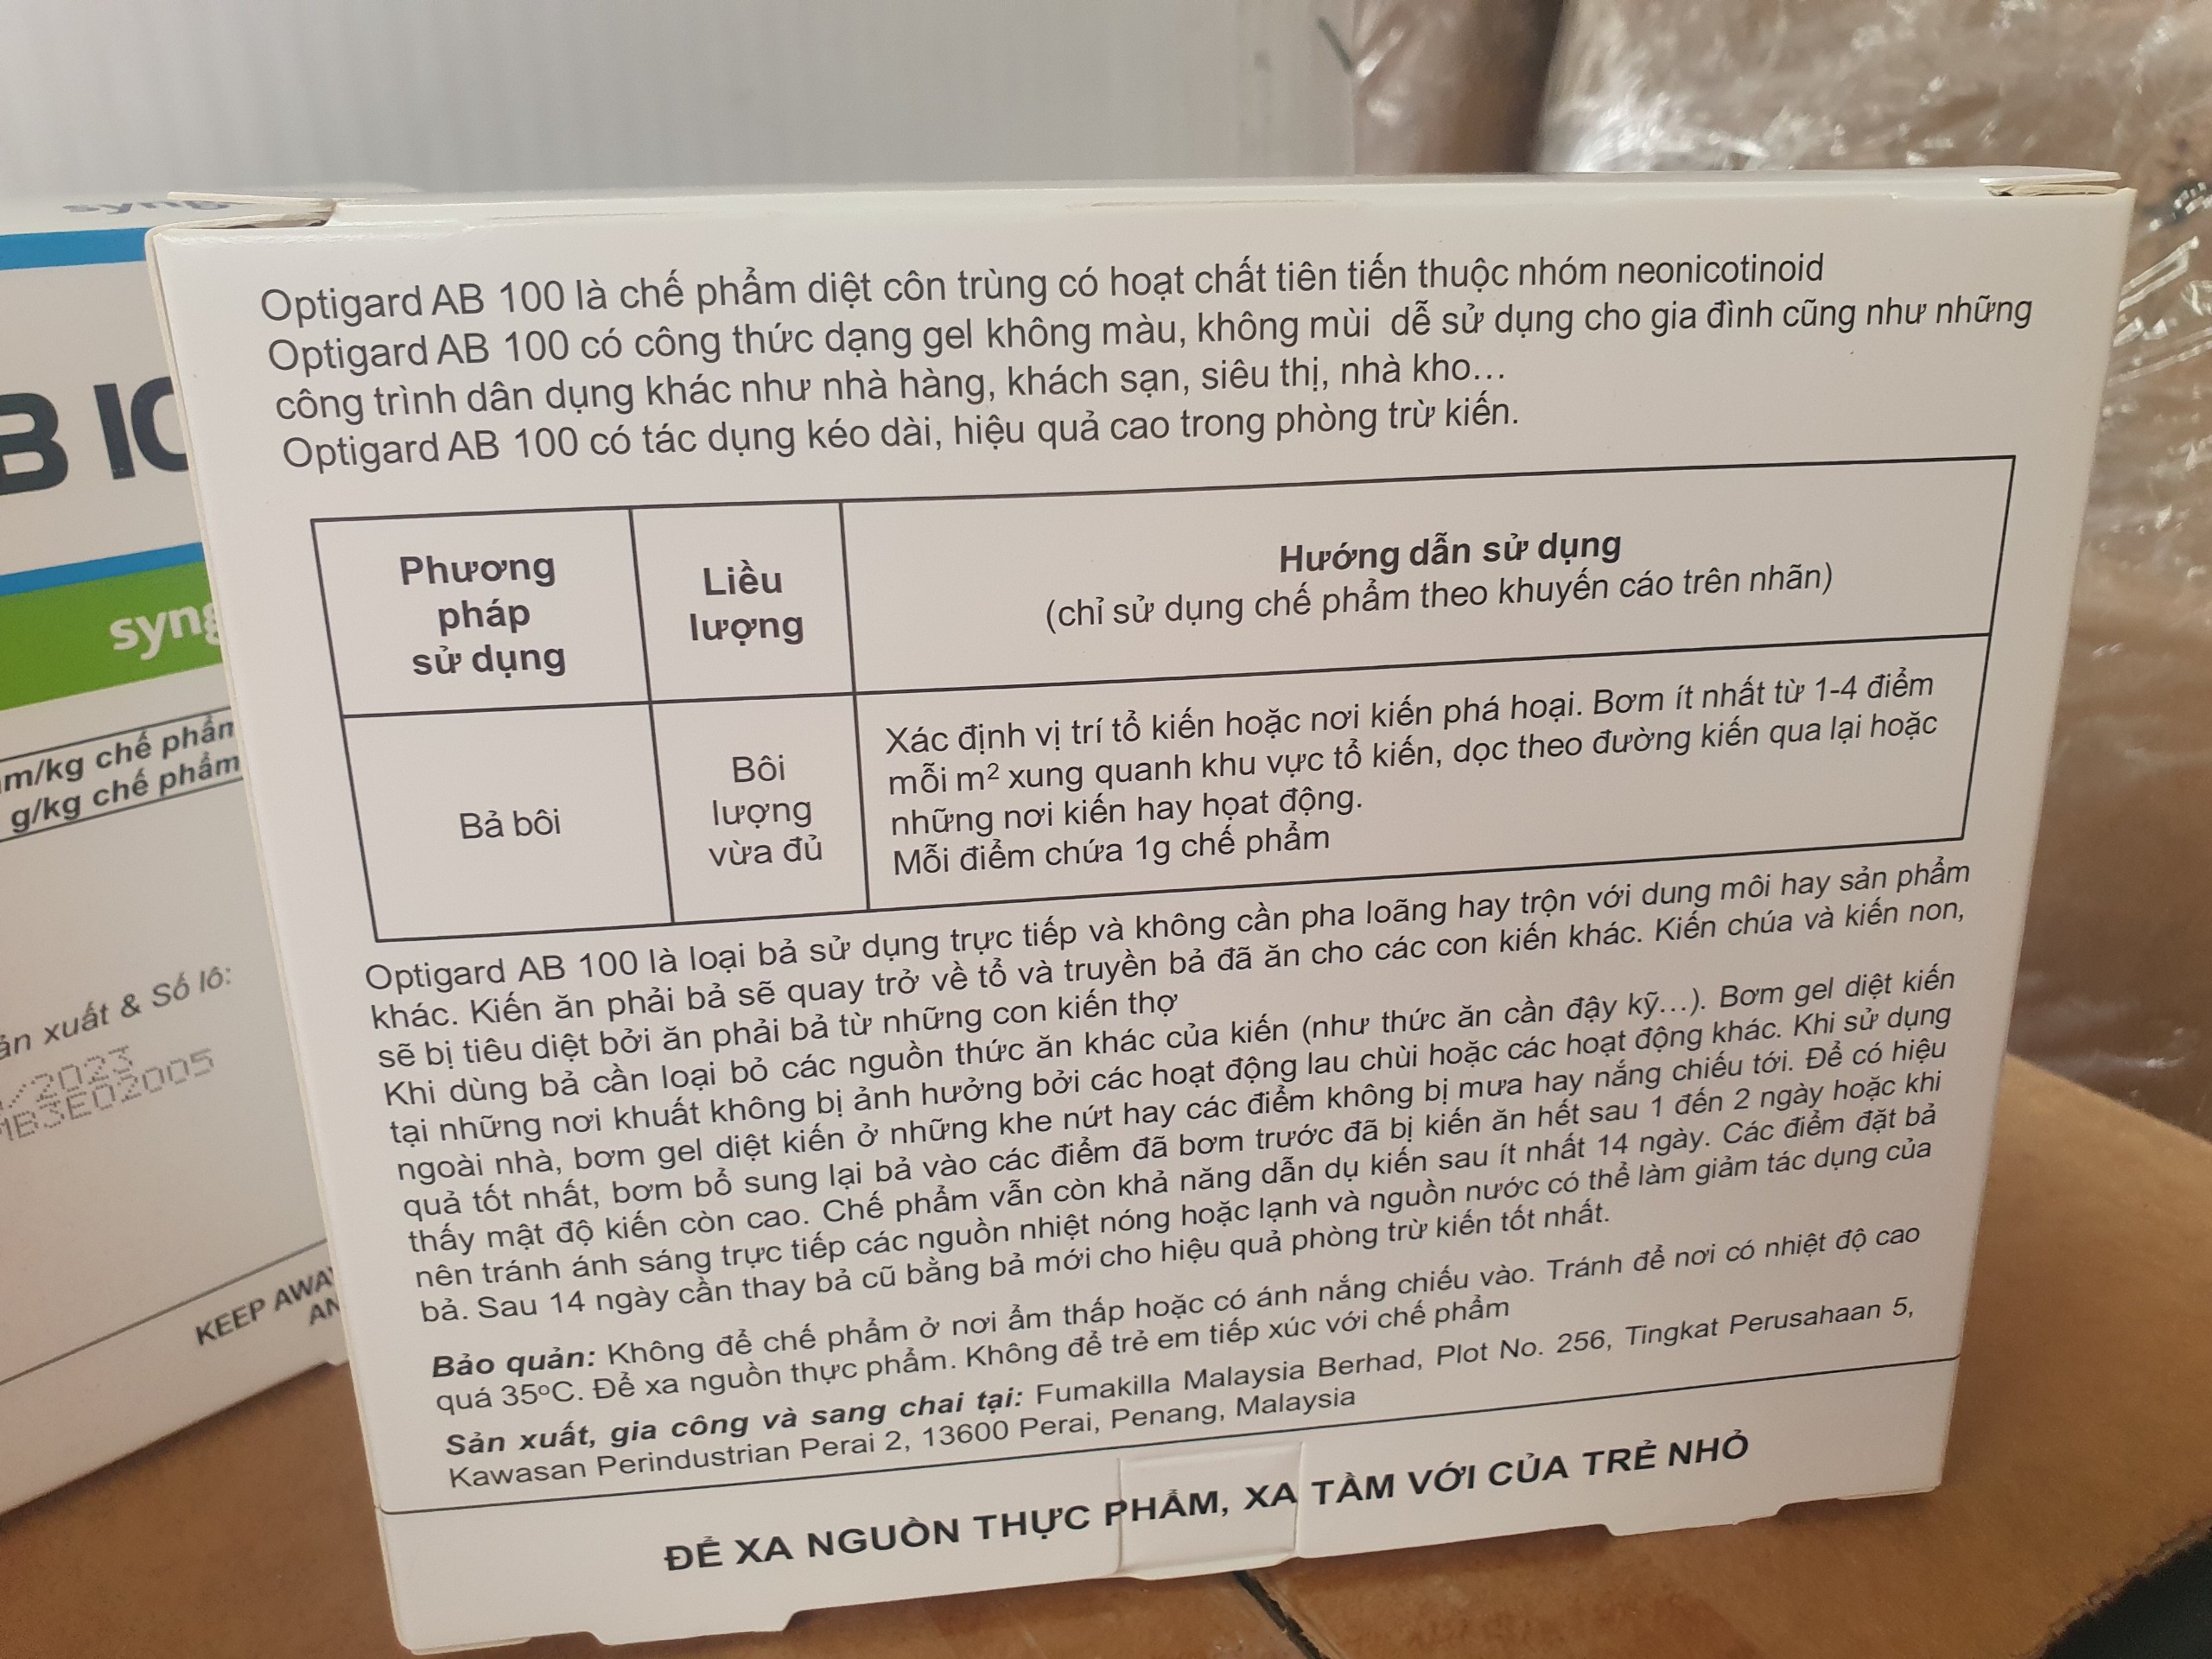 Optigard AB 100 là chế phẩm diệt côn trùng có hoạt chất tiên tiến thuộc nhóm neonicotinoid
Optigard AB 100 có công thức dạng gel không màu, không mùi dễ sử dụng cho gia đình cũng như những
công trình dân dụng khác như nhà hàng, khách sạn, siêu thị, nhà kho...
Optigard AB 100 có tác dụng kéo dài, hiệu quả cao trong phòng trừ kiến.
Phương
pháp
sử dụng
Liều
lượng
Hướng dẫn sử dụng
(chỉ sử dụng chế phẩm theo khuyến cáo trên nhãn)
Bả bôi
Bôi
lượng
vừa đủ
Xác định vị trí tổ kiến hoặc nơi kiến phá hoại. Bơm ít nhất từ 1-4 điểm
mỗi m² xung quanh khu vực tổ kiến, dọc theo đường kiến qua lại hoặc
những nơi kiến hay họat động.
Mỗi điểm chứa 1g chế phẩm
Optigard AB 100 là loại bả sử dụng trực tiếp và không cần pha loãng hay trộn với dung môi hay sản phẩm
khác. Kiến ăn phải bả sẽ quay trở về tổ và truyền bả đã ăn cho các con kiến khác. Kiến chúa và kiến non,
sẽ bị tiêu diệt bởi ăn phải bả từ những con kiến thợ
Khi dùng bả cần loại bỏ các nguồn thức ăn khác của kiến (như thức ăn cần đậy kỹ...). Bơm gel diệt kiến
tại những nơi khuất không bị ảnh hưởng bởi các hoạt động lau chùi hoặc các hoạt động khác. Khi sử dụng
ngoài nhà, bơm gel diệt kiến ở những khe nứt hay các điểm không bị mưa hay nắng chiếu tới. Để có hiệu
quả tốt nhất, bơm bổ sung lại bả vào các điểm đã bơm trước đã bị kiến ăn hết sau 1 đến 2 ngày hoặc khi
thấy mật độ kiến còn cao. Chế phẩm vẫn còn khả năng dẫn dụ kiến sau ít nhất 14 ngày. Các điểm đặt bả
nên tránh ánh sáng trực tiếp các nguồn nhiệt nóng hoặc lạnh và nguồn nước có thể làm giảm tác dụng của
bả. Sau 14 ngày cần thay bả cũ bằng bả mới cho hiệu quả phòng trừ kiến tốt nhất.
Bảo quản: Không để chế phẩm ở nơi ẩm thấp hoặc có ánh nắng chiếu vào. Tránh để nơi có nhiệt độ cao
quá 35ºC. Để xa nguồn thực phẩm. Không để trẻ em tiếp xúc với chế phẩm
Sản xuất, gia công và sang chai tại: Fumakilla Malaysia Berhad, Plot No. 256, Tingkat Perusahaan 5,
Kawasan Perindustrian Perai 2, 13600 Perai, Penang, Malaysia
ĐỂ XA NGUỒN THỰC PHẨM, XA TẦM VỚI CỦA TRẺ NHỎ
B 10
g/kg chế phẩm
xuất & Số lô:
/2023
KEEP